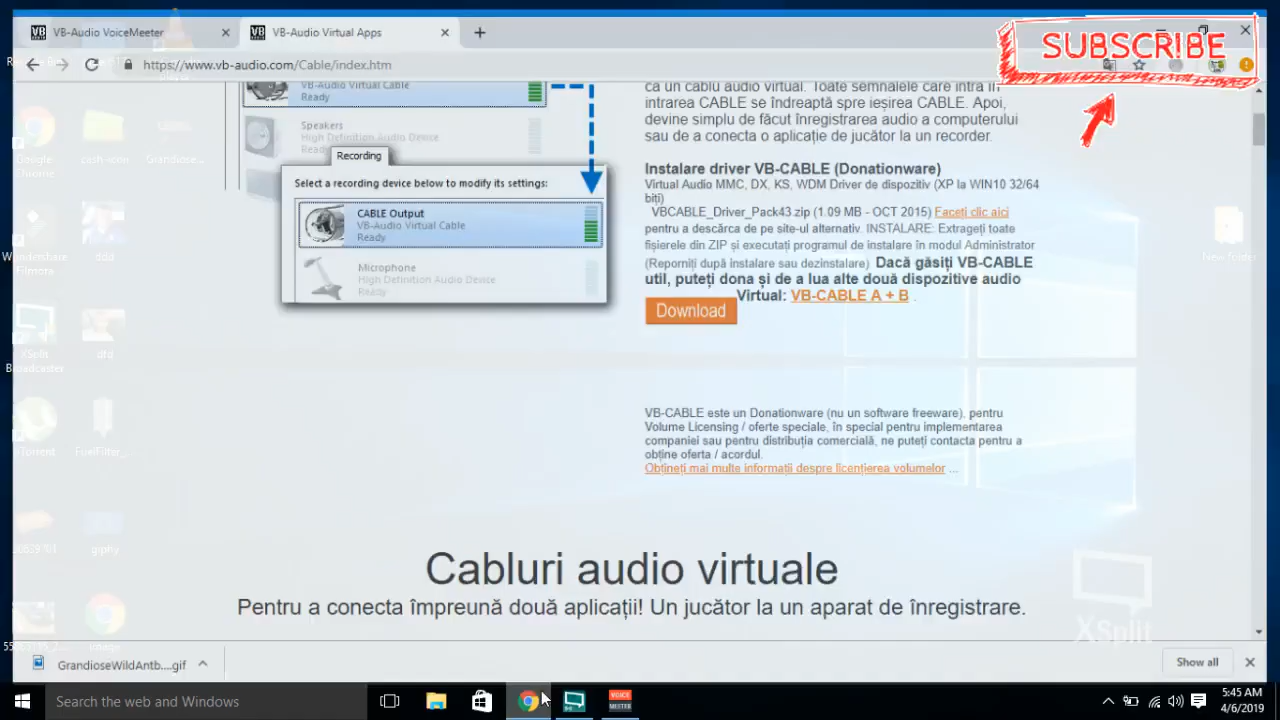 VB-Audio VoiceMeeter
VB-Audio Virtual Apps
SUBSCRIBE
https://www.vb-audio.com/Cable/index.htm
VB-Audio Virtual Cable
Ready
Speakers
High Definition Audio Device
Ready
Recording
Select a recording device below to modify its settings:
CABLE Output
VB-Audio Virtual Cable
Ready
Microphone
High Definition Audio Device
Ready
ca un cablu audio virtual. Toate semnalele care intră în
intrarea CABLE se îndreaptă spre ieșirea CABLE. Apoi,
devine simplu de făcut înregistrarea audio a computerului
sau de a conecta o aplicație de jucător la un recorder.
Instalare driver VB-CABLE (Donationware)
Virtual Audio MMC, DX, KS, WDM Driver de dispozitiv (XP la WIN10 32/64
biți)
VBCABLE_Driver_Pack43.zip (1.09 MB - OCT 2015) Faceți clic aici
pentru a descărca de pe site-ul alternativ. INSTALARE: Extrageți toate
fișierele din ZIP și executați programul de instalare în modul Administrator
(Reporniți după instalare sau dezinstalare) Dacă găsiți VB-CABLE
util, puteți dona și de a lua alte două dispozitive audio
Virtual: VB-CABLE A + B .
Download
VB-CABLE este un Donationware (nu un software freeware), pentru
Volume Licensing / oferte speciale, în special pentru implementarea
companiei sau pentru distribuția comercială, ne puteți contacta pentru a
obține oferta / acordul.
Obțineți mai multe informații despre licențierea volumelor ...
Cabluri audio virtuale
Pentru a conecta împreună două aplicații! Un jucător la un aparat de înregistrare.
Google
Chrome
Grandiose...
New folder
Wondershare
Filmora
ddd
XSplit
Broadcaster
dtd
FuelFilter_
giphy
XSplit
GrandioseWildAntb....gif
Show all
Search the web and Windows
VOICE
MEETER
5:45 AM
4/6/2019